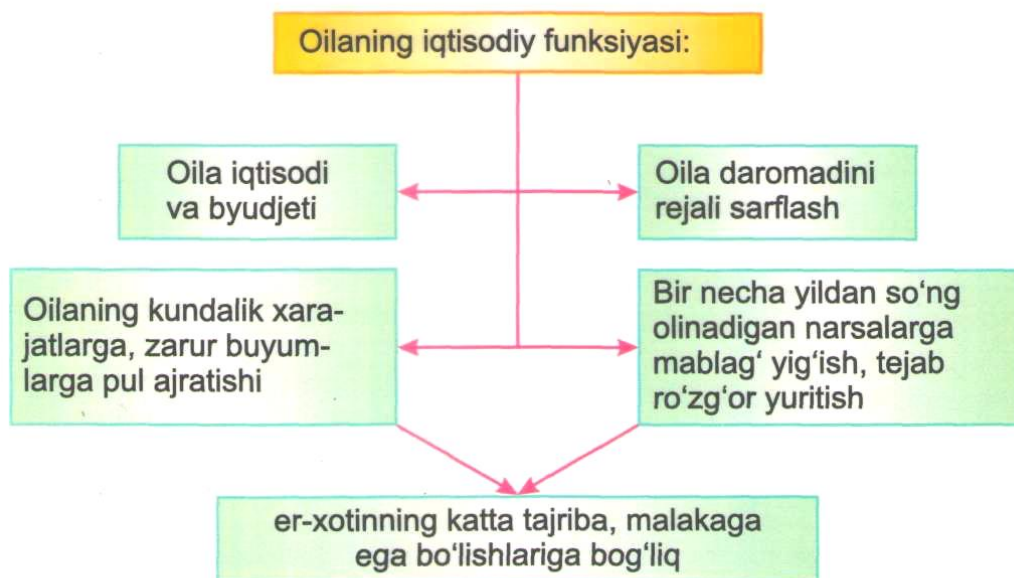 Oilaning iqtisodiy funksiyasi:
Oila iqtisodi
va byudjeti
Oila daromadini
rejali sarflash
Oilaning kundalik xara-
jatlarga, zarur buyum-
larga pul ajratishi
Bir necha yildan so‘ng
olinadigan narsalarga
mablag‘ yig‘ish, tejab
ro‘zg‘or yuritish
er-xotinning katta tajriba, malakaga
ega bo‘lishlariga bog‘liq